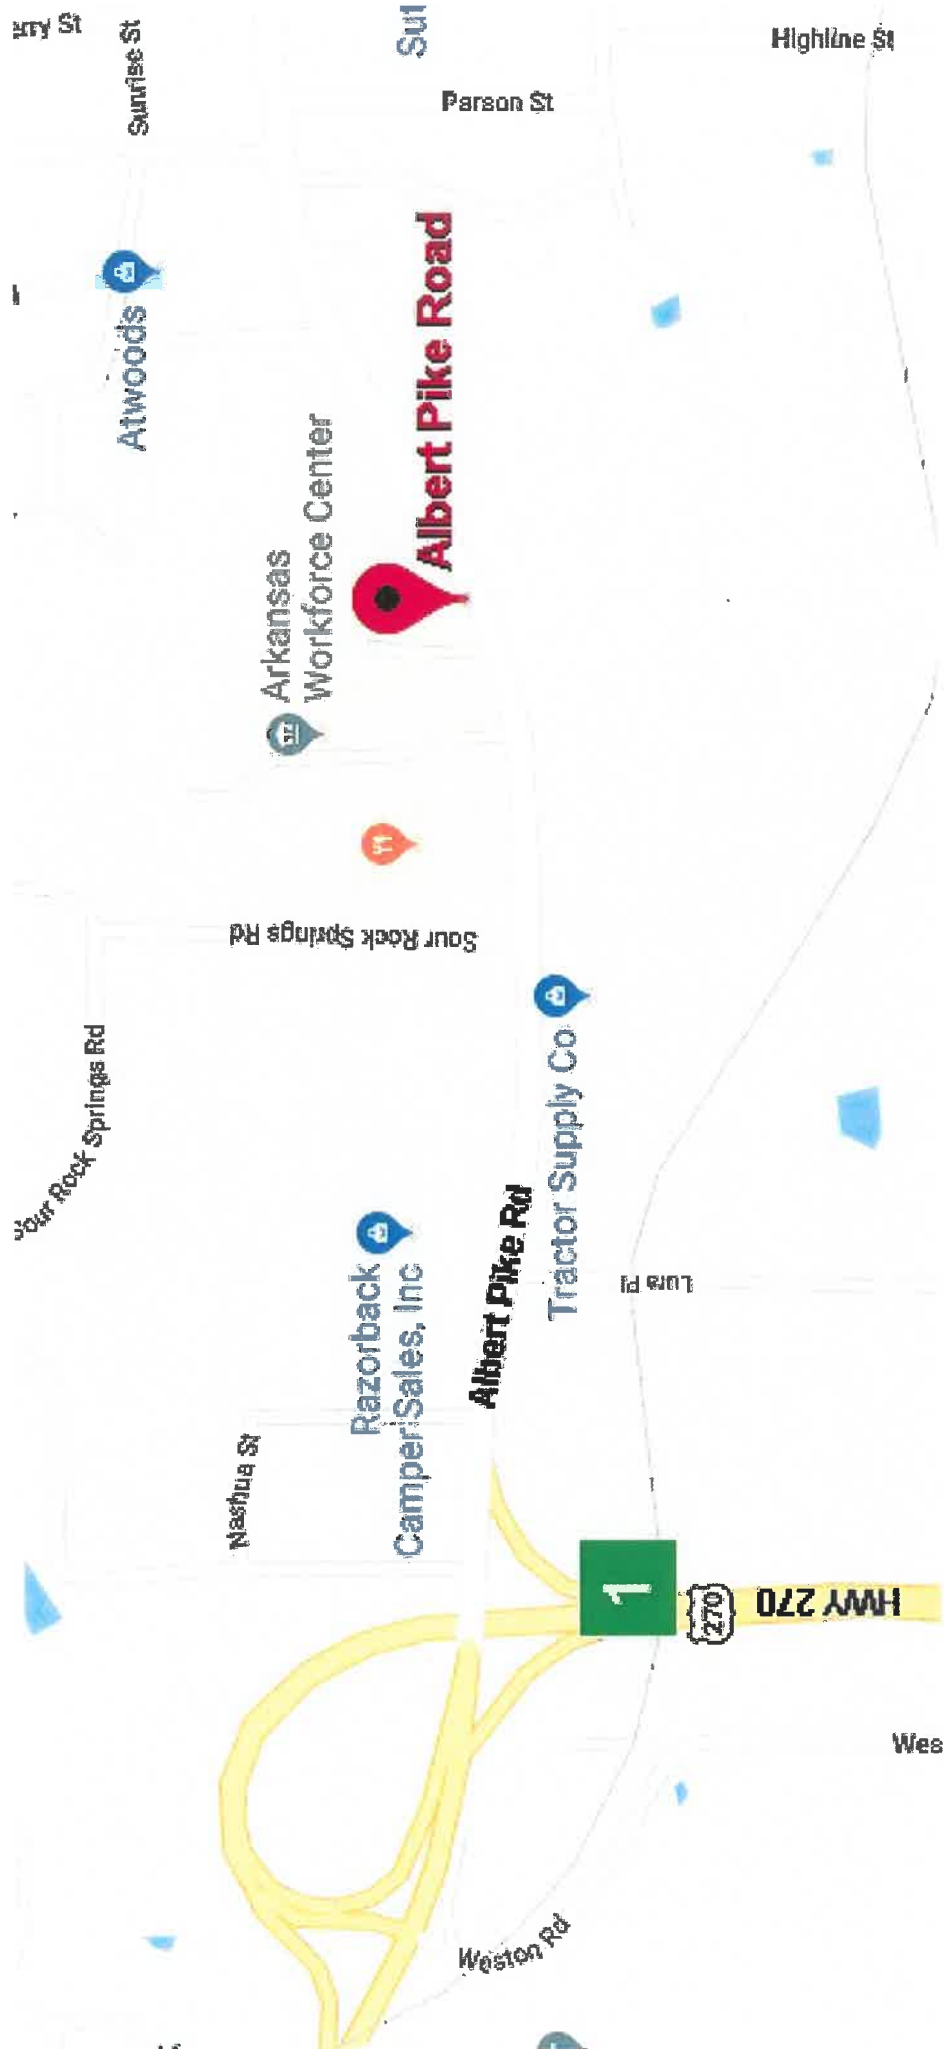 Sunrise St
Parson St
Highline St
Atwoods
Albert Pike Road
Arkansas
Workforce Center
Sour Rock Springs Rd
Sour Rock Springs Rd
Tractor Supply Co
Razorback
Camper Sales, Inc
Albert Pike Rd
Lura Pl
Nashua St
1
270
HWY 270
Wes
Weston Rd